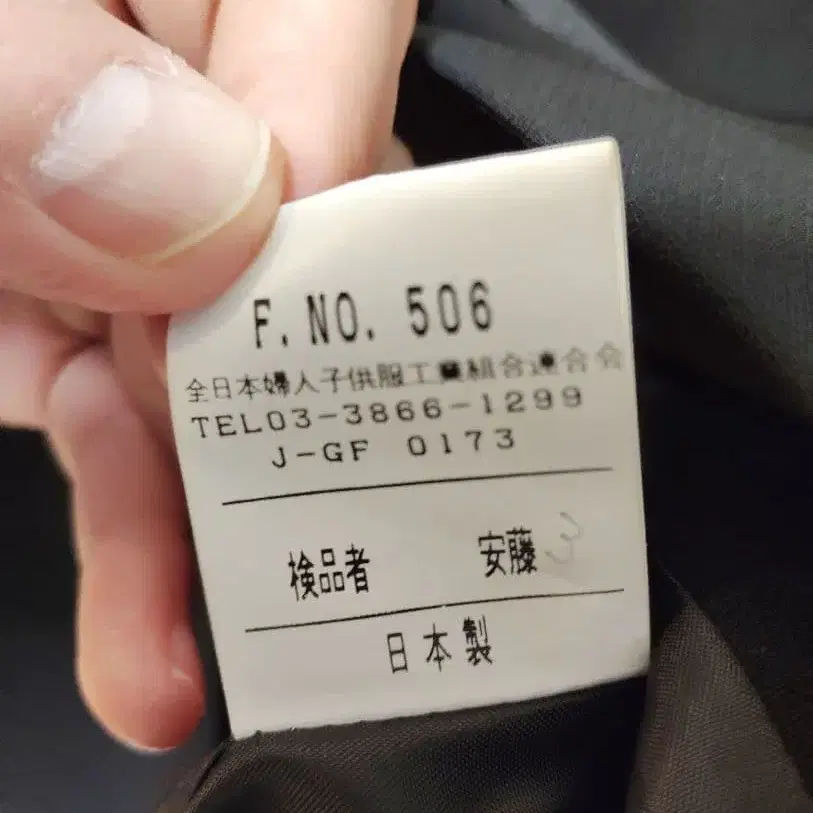 F.NO. 506
全日本婦人子供服工業組合連合会
TEL03-3866-1299
J-GF 0173
検品者 安藤 3
日本製